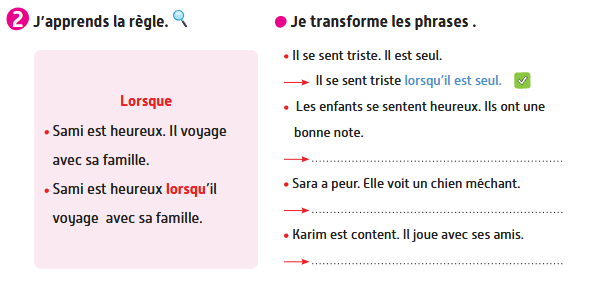 2 J'apprends la règle.
Lorsque
• Sami est heureux. Il voyage
avec sa famille.
• Sami est heureux lorsqu'il
voyage avec sa famille.
● Je transforme les phrases .
• Il se sent triste. Il est seul.
→ Il se sent triste lorsqu'il est seul. ✓
• Les enfants se sentent heureux. Ils ont une
bonne note.
→ ..............................................................
• Sara a peur. Elle voit un chien méchant.
→ ..............................................................
• Karim est content. Il joue avec ses amis.
→ ..............................................................